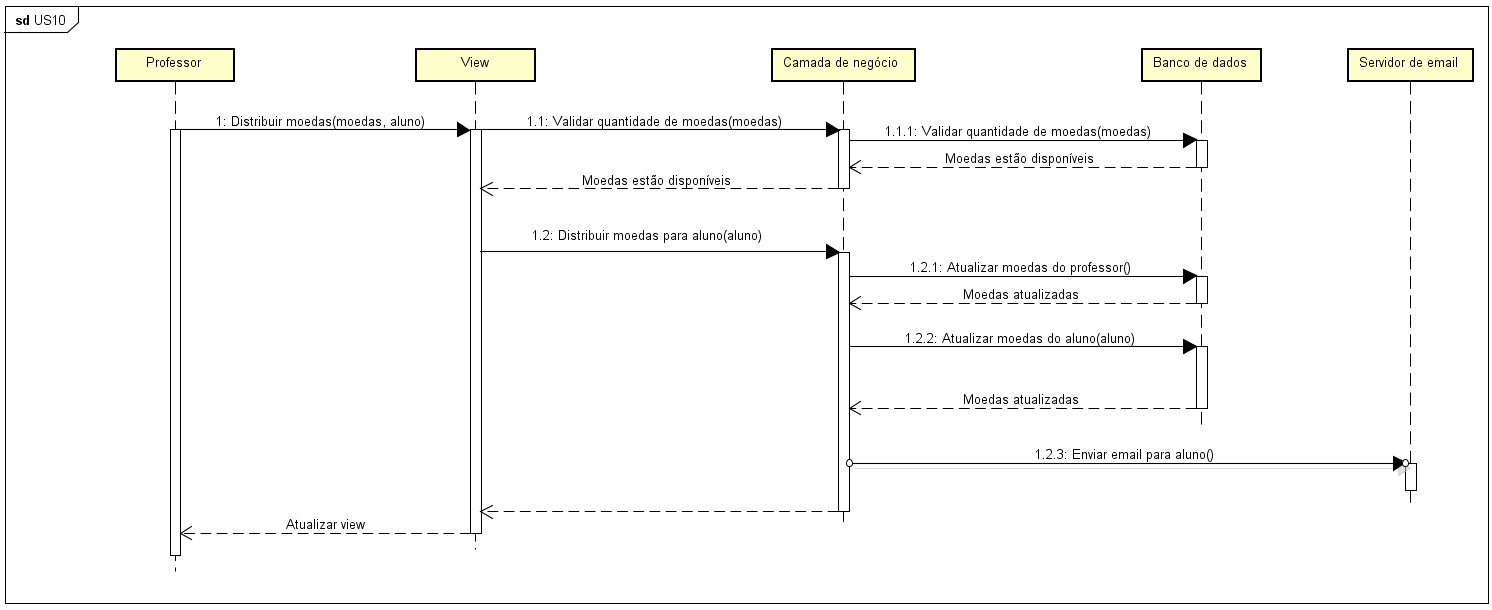 sd US10
Professor
View
Camada de negócio
Banco de dados
Servidor de email
1: Distribuir moedas(moedas, aluno)
1.1: Validar quantidade de moedas(moedas)
1.1.1: Validar quantidade de moedas(moedas)
Moedas estão disponíveis
Moedas estão disponíveis
1.2: Distribuir moedas para aluno(aluno)
1.2.1: Atualizar moedas do professor()
Moedas atualizadas
1.2.2: Atualizar moedas do aluno(aluno)
Moedas atualizadas
1.2.3: Enviar email para aluno()
Atualizar view